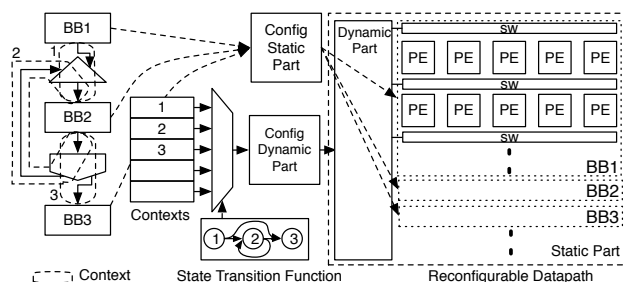 BB1
2
1
BB2
3
BB3
Context
1
2
3
Contexts
Config
Static
Part
Config
Dynamic
Part
1
2
3
State Transition Function
Dynamic
Part
SW
PE PE PE PE PE
SW
PE PE PE PE PE
SW
BB1
BB2
BB3
Static Part
Reconfigurable Datapath